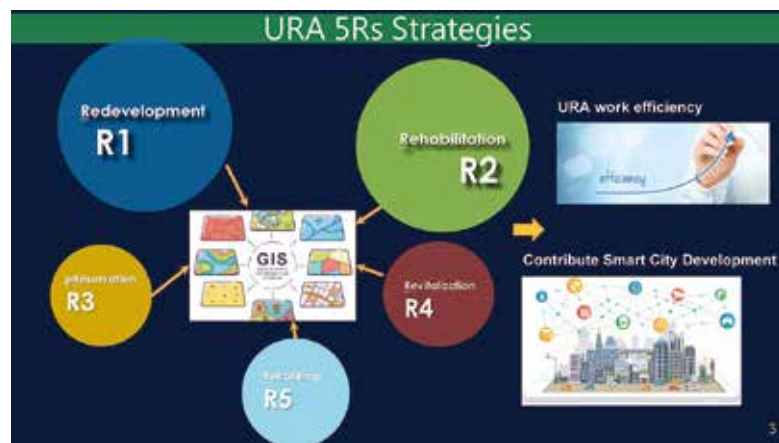 URA 5Rs Strategies
Redevelopment
R1
Rehabilitation
R2
R3
Revitalization
R4
R5
GIS
URA work efficiency
efficiency
Contribute Smart City Development
3